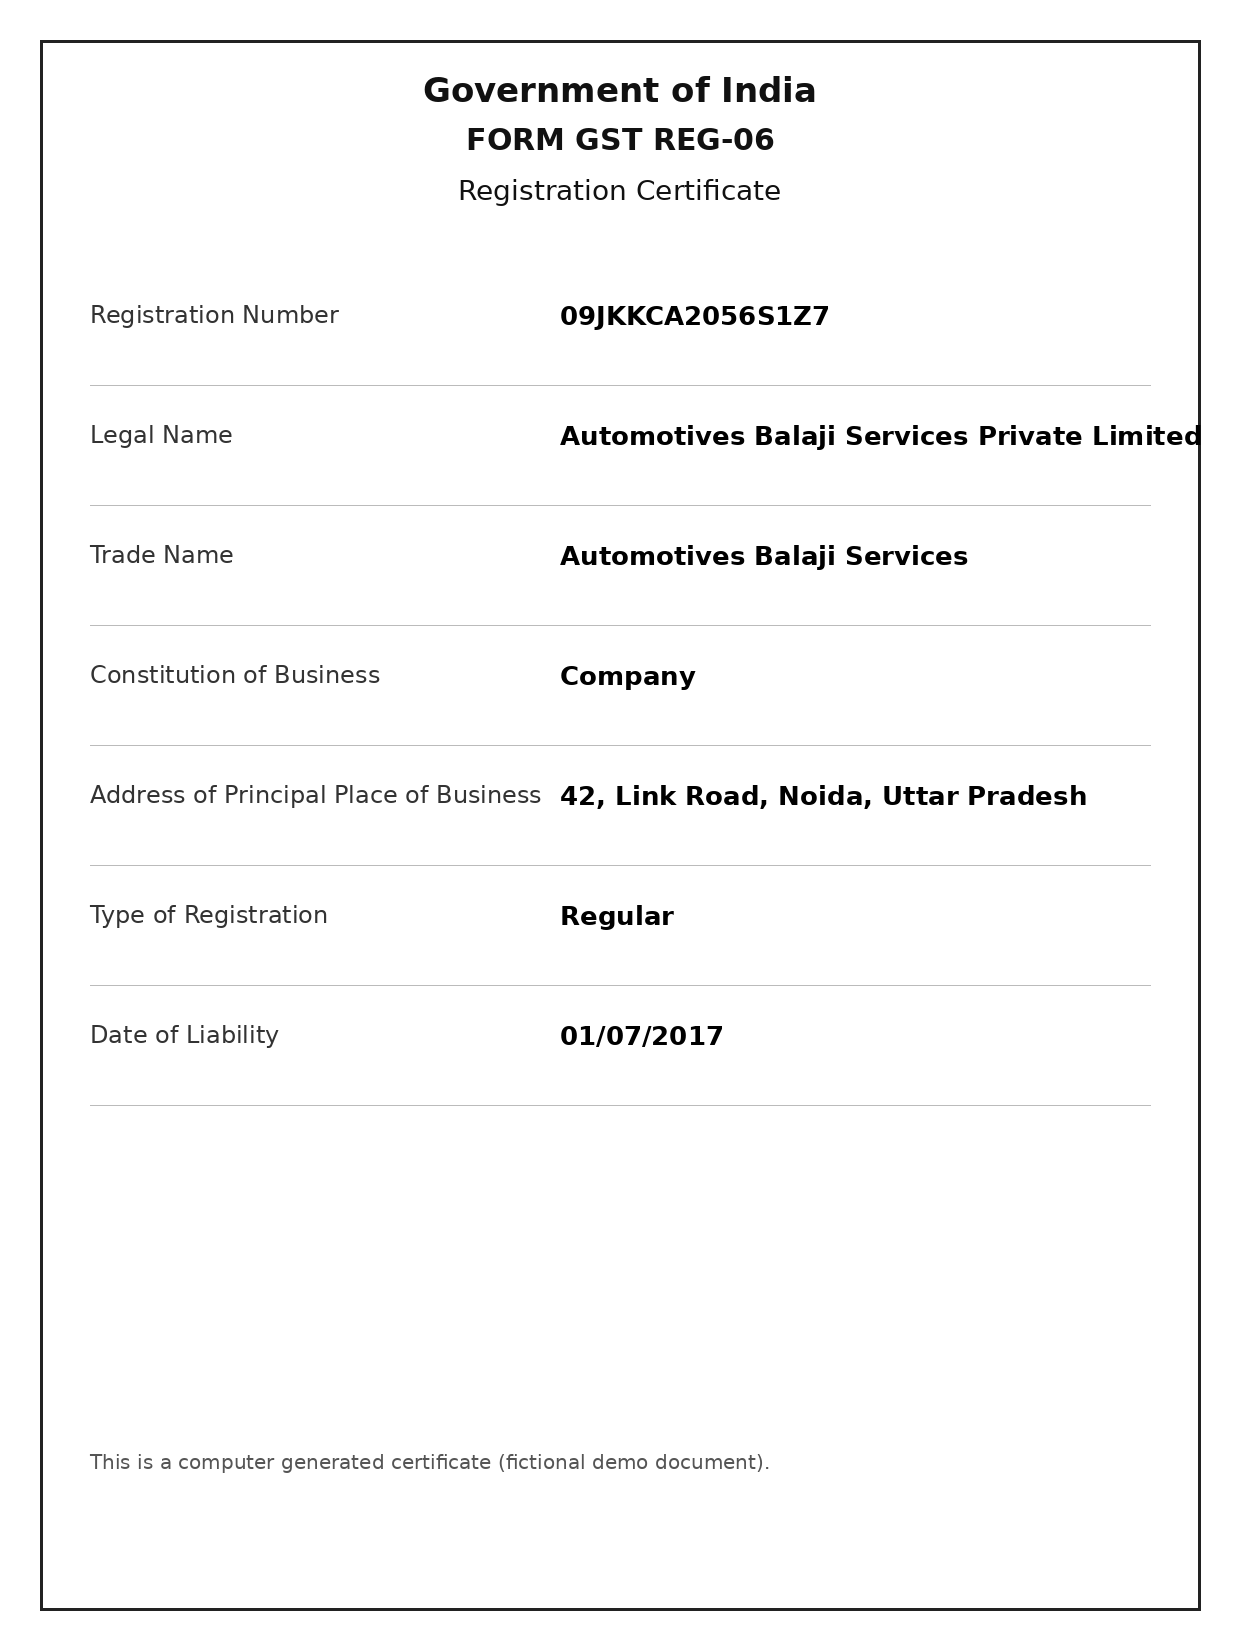 Government of India
FORM GST REG-06
Registration Certificate
Registration Number 09JKKCA2056S1Z7
Legal Name Automotives Balaji Services Private Limited
Trade Name Automotives Balaji Services
Constitution of Business Company
Address of Principal Place of Business 42, Link Road, Noida, Uttar Pradesh
Type of Registration Regular
Date of Liability 01/07/2017
This is a computer generated certificate (fictional demo document).